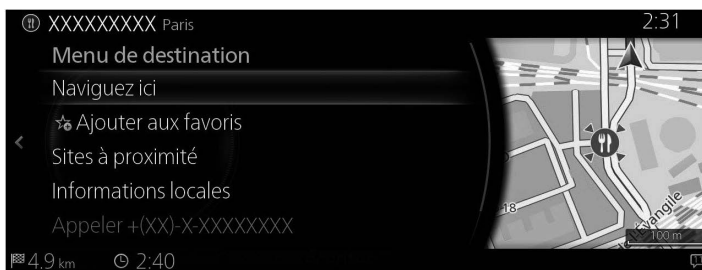 XXXXXXXXX Paris
2:31
Menu de destination
Naviguez ici
Ajouter aux favoris
Sites à proximité
Informations locales
Appeler +(XX)-X-XXXXXXXX
18
100 m
4.9 km
2:40